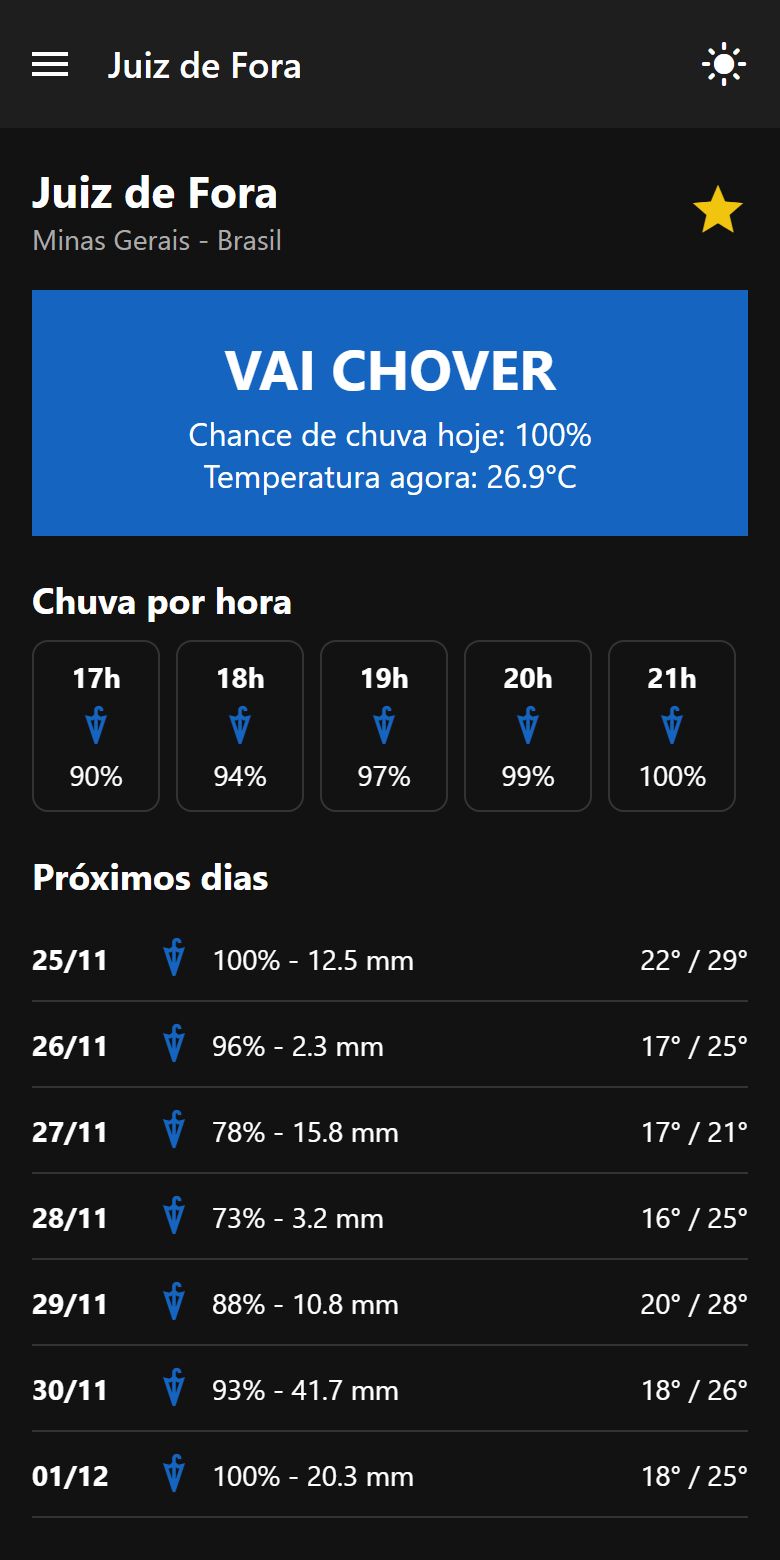 Juiz de Fora
Juiz de Fora
Minas Gerais - Brasil
VAI CHOVER
Chance de chuva hoje: 100%
Temperatura agora: 26.9°C
Chuva por hora
17h 18h 19h 20h 21h
90% 94% 97% 99% 100%
Próximos dias
25/11 100% - 12.5 mm 22° / 29°
26/11 96% - 2.3 mm 17° / 25°
27/11 78% - 15.8 mm 17° / 21°
28/11 73% - 3.2 mm 16° / 25°
29/11 88% - 10.8 mm 20° / 28°
30/11 93% - 41.7 mm 18° / 26°
01/12 100% - 20.3 mm 18° / 25°